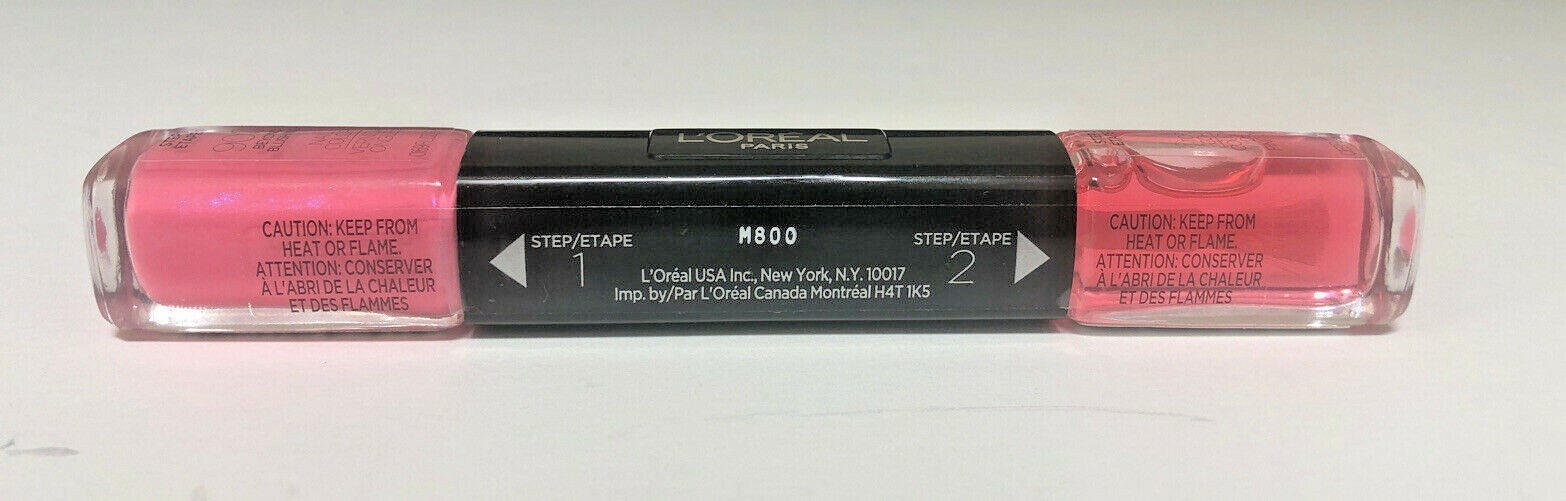 L'ORÉAL
PARIS
CAUTION: KEEP FROM
HEAT OR FLAME.
ATTENTION: CONSERVER
À L'ABRI DE LA CHALEUR
ET DES FLAMMES
STEP/ETAPE
1
M800
L'Oréal USA Inc., New York, N.Y. 10017
Imp. by/Par L'Oréal Canada Montréal H4T 1K5
STEP/ETAPE
2
CAUTION: KEEP FROM
HEAT OR FLAME.
ATTENTION: CONSERVER
À L'ABRI DE LA CHALEUR
ET DES FLAMMES